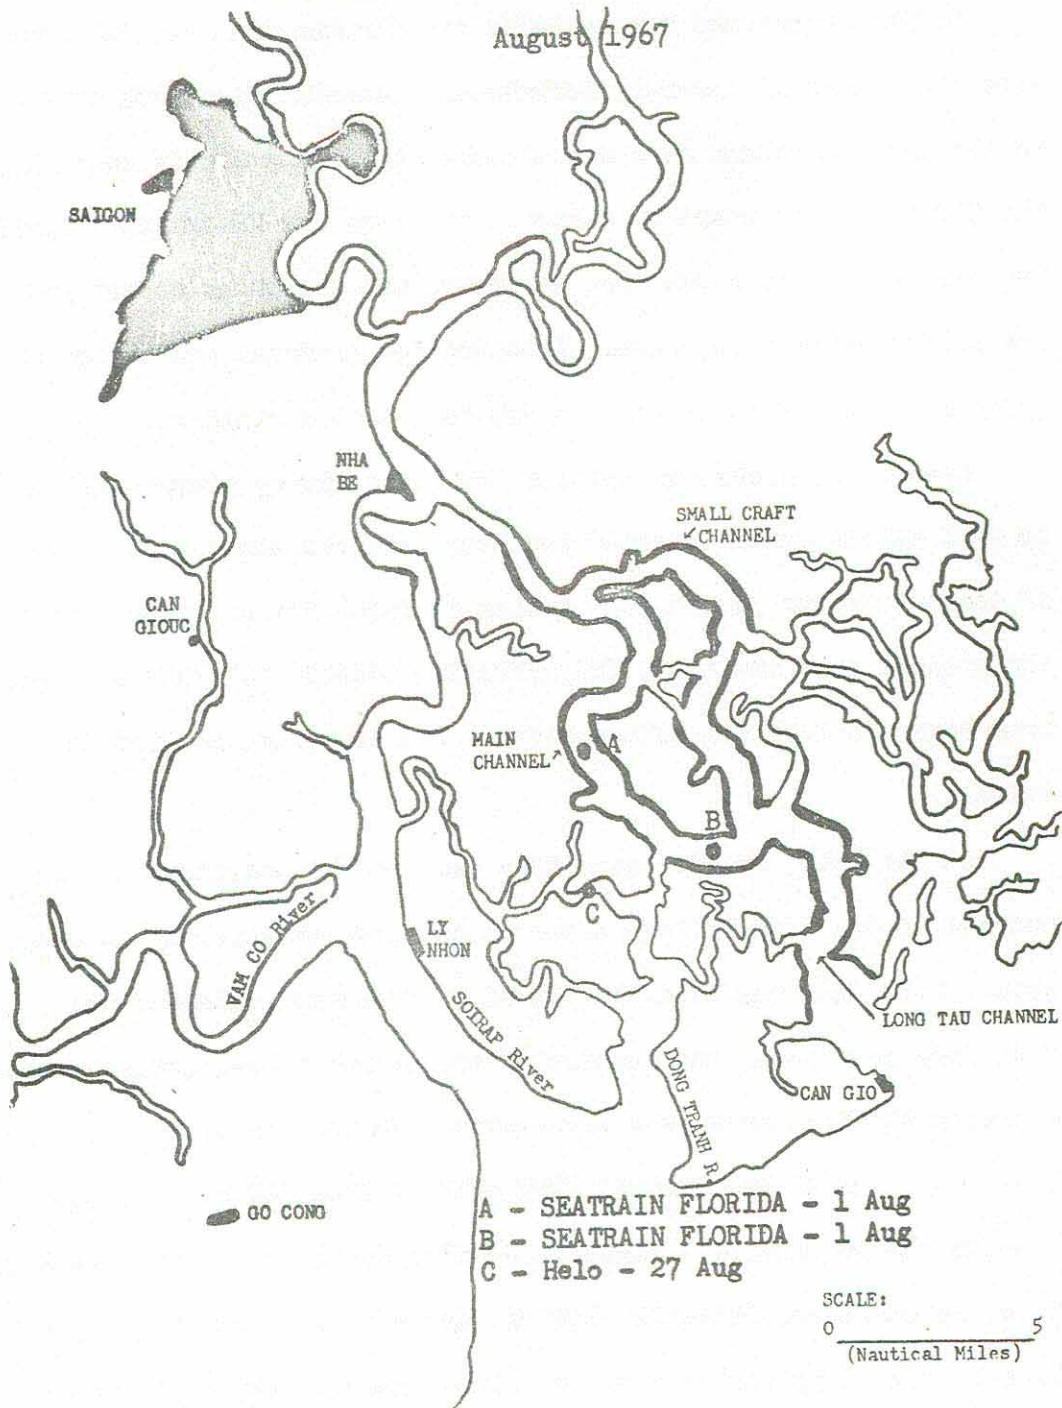 August 1967
SAIGON
NHA
BE
SMALL CRAFT
CHANNEL
CAN
GIOUC
MAIN
CHANNEL
A
B
C
LY
NHON
VAM CO River
SOIRAP River
LONG TAU CHANNEL
DONG TRANH R.
CAN GIO
GO CONG
A - SEATRAIN FLORIDA - 1 Aug
B - SEATRAIN FLORIDA - 1 Aug
C - Helo - 27 Aug
SCALE:
0 5
(Nautical Miles)